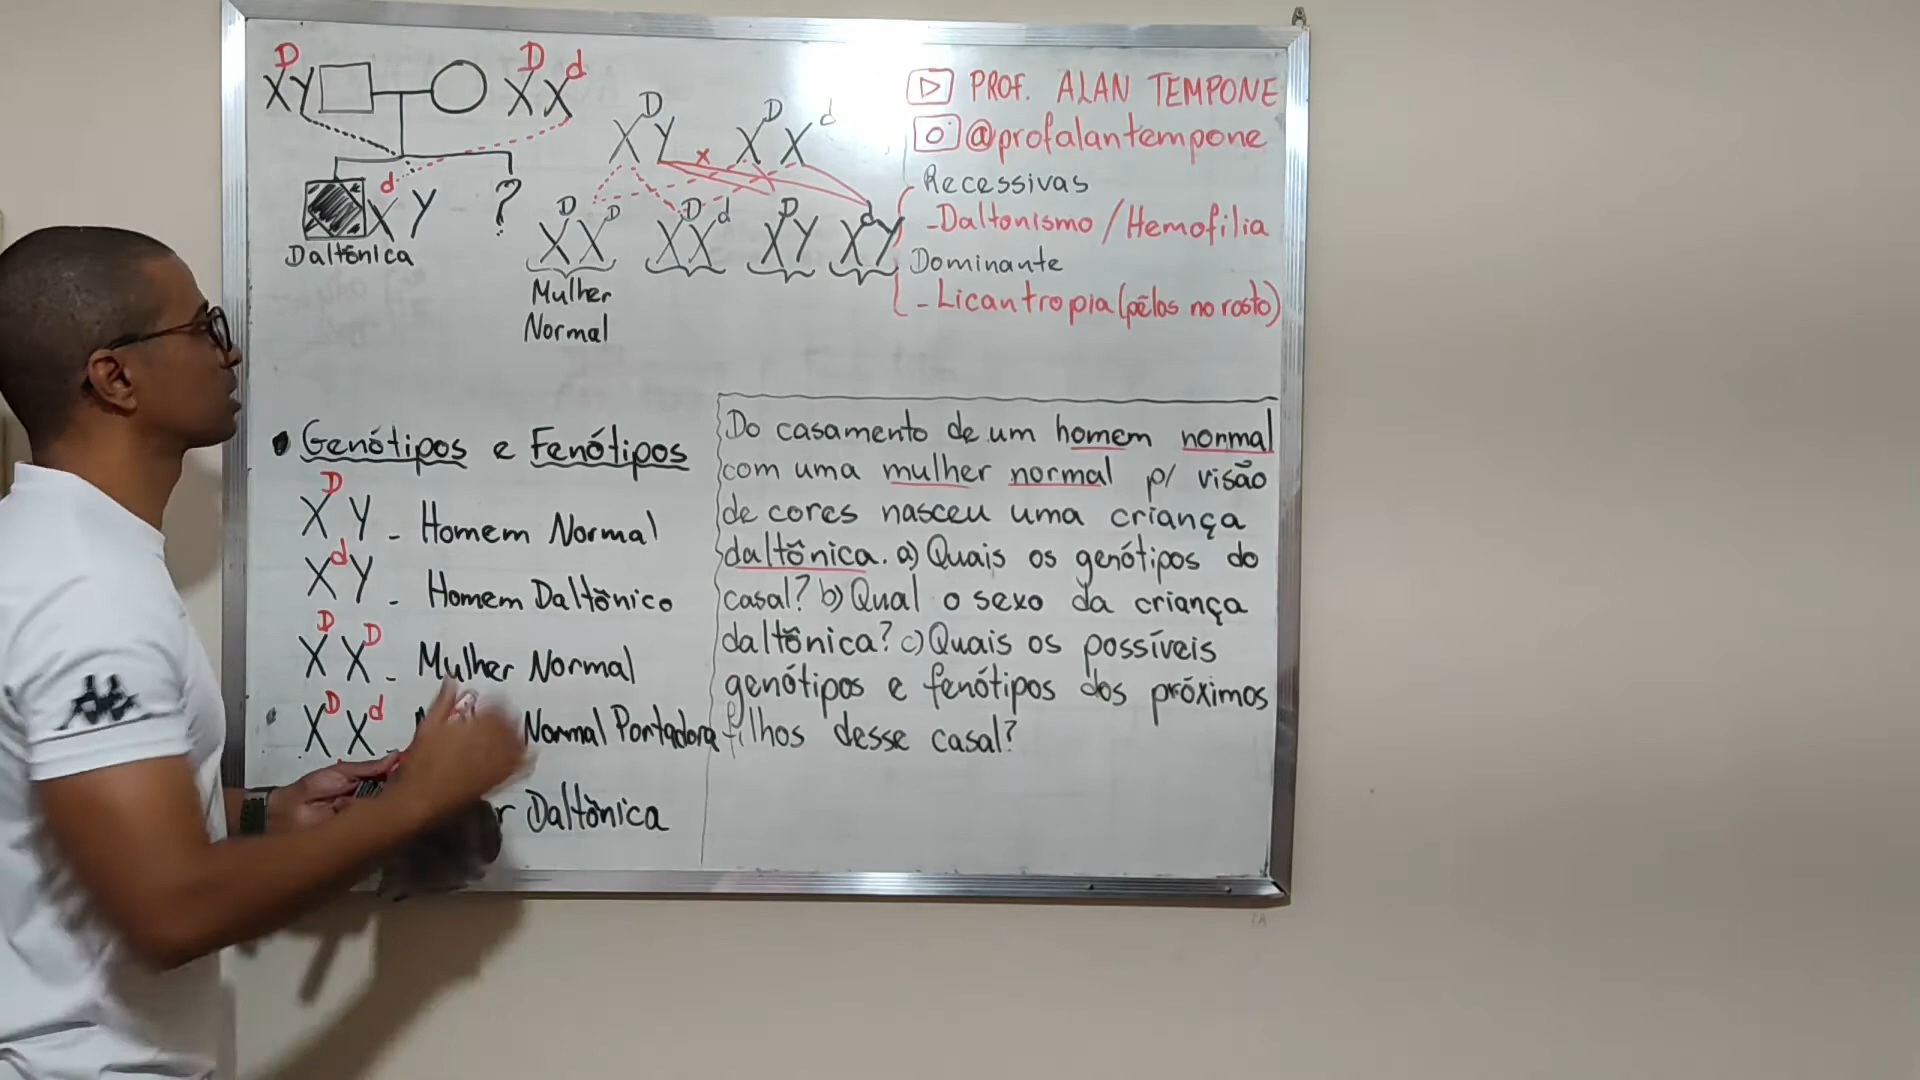 X^D Y X^D X^d
X^d Y ?
Daltônica
X^D Y x X^D X^d
X^D X^D X^D X^d X^D Y X^d Y
Mulher
Normal
PROF. ALAN TEMPONE
@profalantempone
Recessivas
- Daltonismo / Hemofilia
Dominante
- Licantropia (pêlos no rosto)
• Genótipos e Fenótipos
X^D Y - Homem Normal
X^d Y - Homem Daltônico
X^D X^D - Mulher Normal
X^D X^d - Normal Portadora
Daltônica
Do casamento de um homem normal
com uma mulher normal p/ visão
de cores nasceu uma criança
daltônica. a) Quais os genótipos do
casal? b) Qual o sexo da criança
daltônica? c) Quais os possíveis
genótipos e fenótipos dos próximos
filhos desse casal?